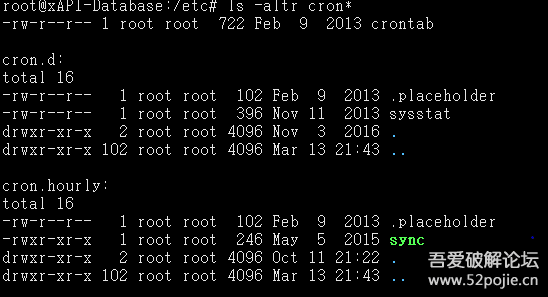 root@xAPI-Database:/etc# ls -altr cron*
-rw-r--r-- 1 root root 722 Feb 9 2013 crontab
cron.d:
total 16
-rw-r--r-- 1 root root 102 Feb 9 2013 .placeholder
-rw-r--r-- 1 root root 396 Nov 11 2013 sysstat
drwxr-xr-x 2 root root 4096 Nov 3 2016 .
drwxr-xr-x 102 root root 4096 Mar 13 21:43 ..
cron.hourly:
total 16
-rw-r--r-- 1 root root 102 Feb 9 2013 .placeholder
-rwxr-xr-x 1 root root 246 May 5 2015 sync
drwxr-xr-x 2 root root 4096 Oct 11 21:22 .
drwxr-xr-x 102 root root 4096 Mar 13 21:43 ..
吾爱破解论坛
www.52pojie.cn